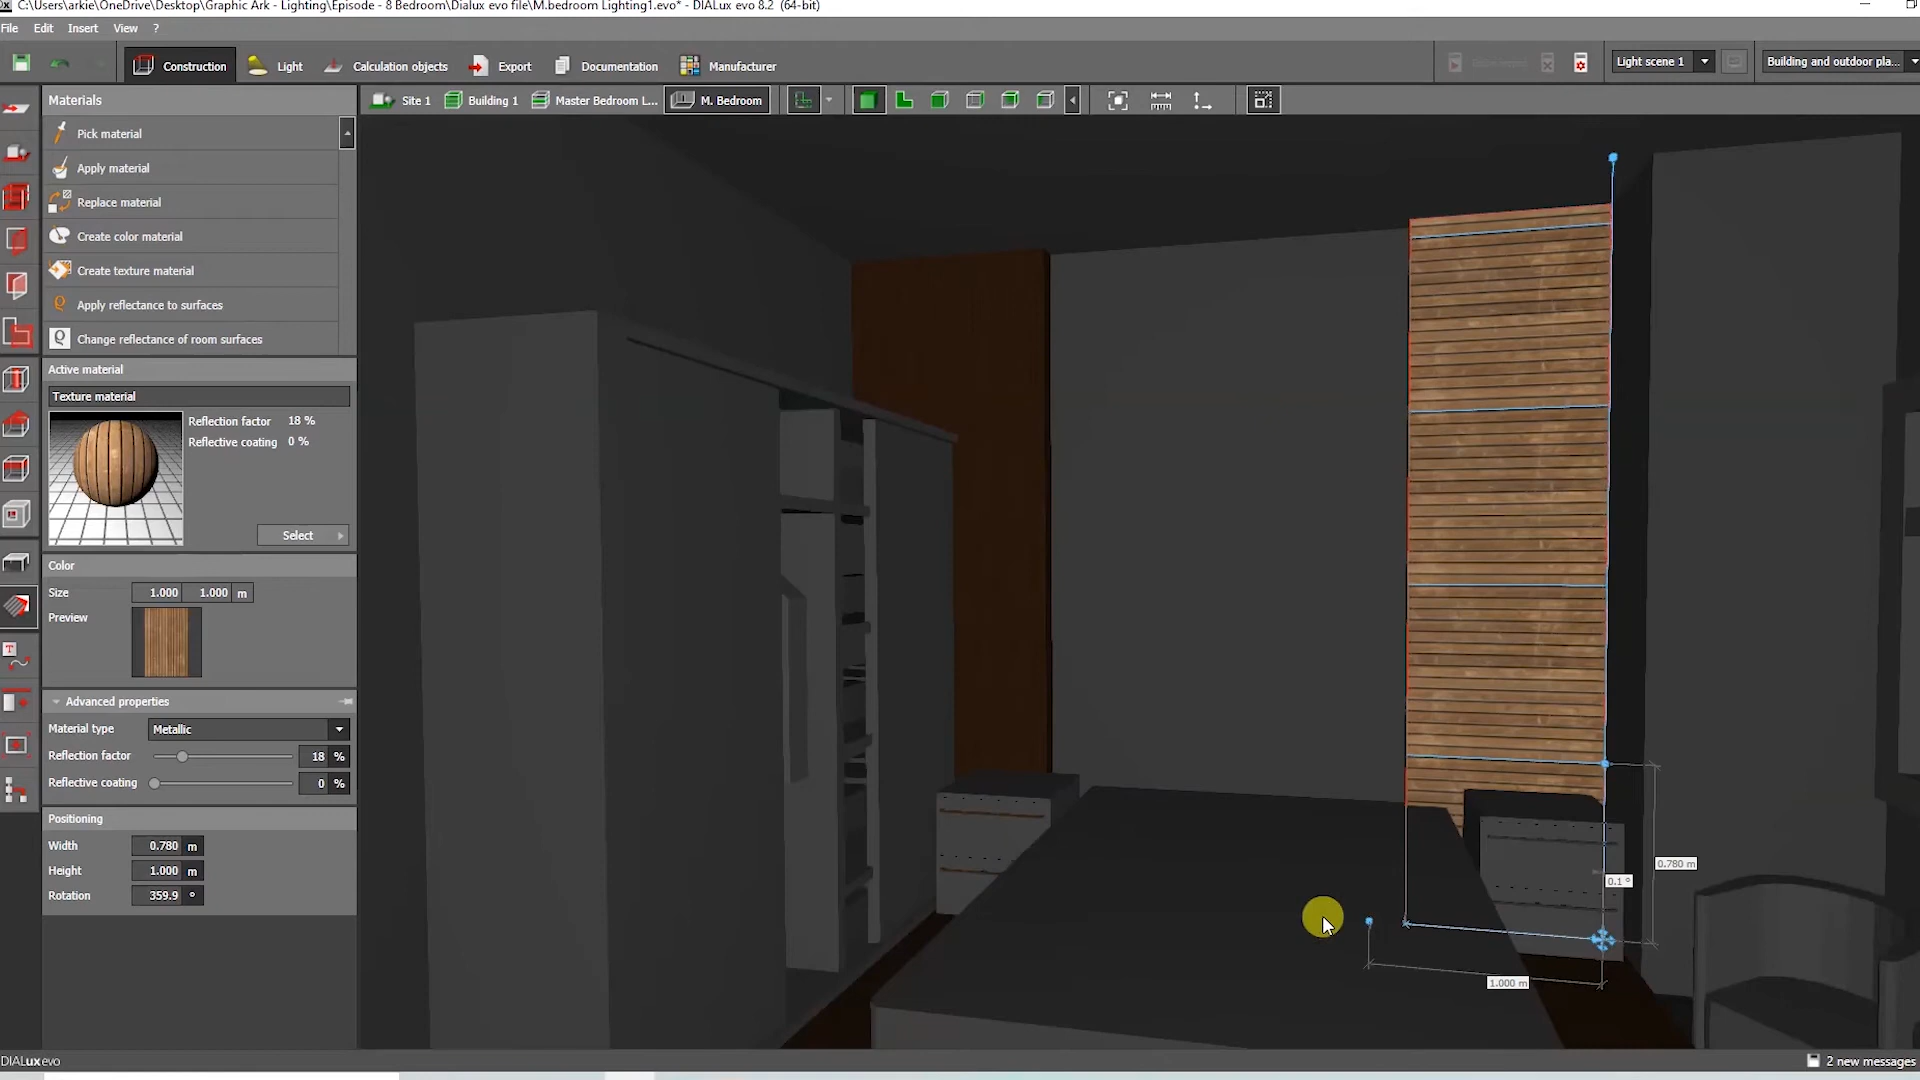 C:\Users\arkie\OneDrive\Desktop\Graphic Ark - Lighting\Episode - 8 Bedroom\Dialux evo file\M.bedroom Lighting1.evo* - DIALux evo 8.2 (64-bit)
File Edit Insert View ?
Construction Light Calculation objects Export Documentation Manufacturer Light scene 1 Building and outdoor pla...
Materials Site 1 Building 1 Master Bedroom L... M. Bedroom
Pick material
Apply material
Replace material
Create color material
Create texture material
Apply reflectance to surfaces
Change reflectance of room surfaces
Active material
Texture material
Reflection factor 18 %
Reflective coating 0 %
Select
Color
Size 1.000 1.000 m
Preview
Advanced properties
Material type Metallic
Reflection factor 18 %
Reflective coating 0 %
Positioning
Width 0.780 m
Height 1.000 m
Rotation 359.9 °
0.780 m
0.1 °
1.000 m
DIALux evo
2 new messages